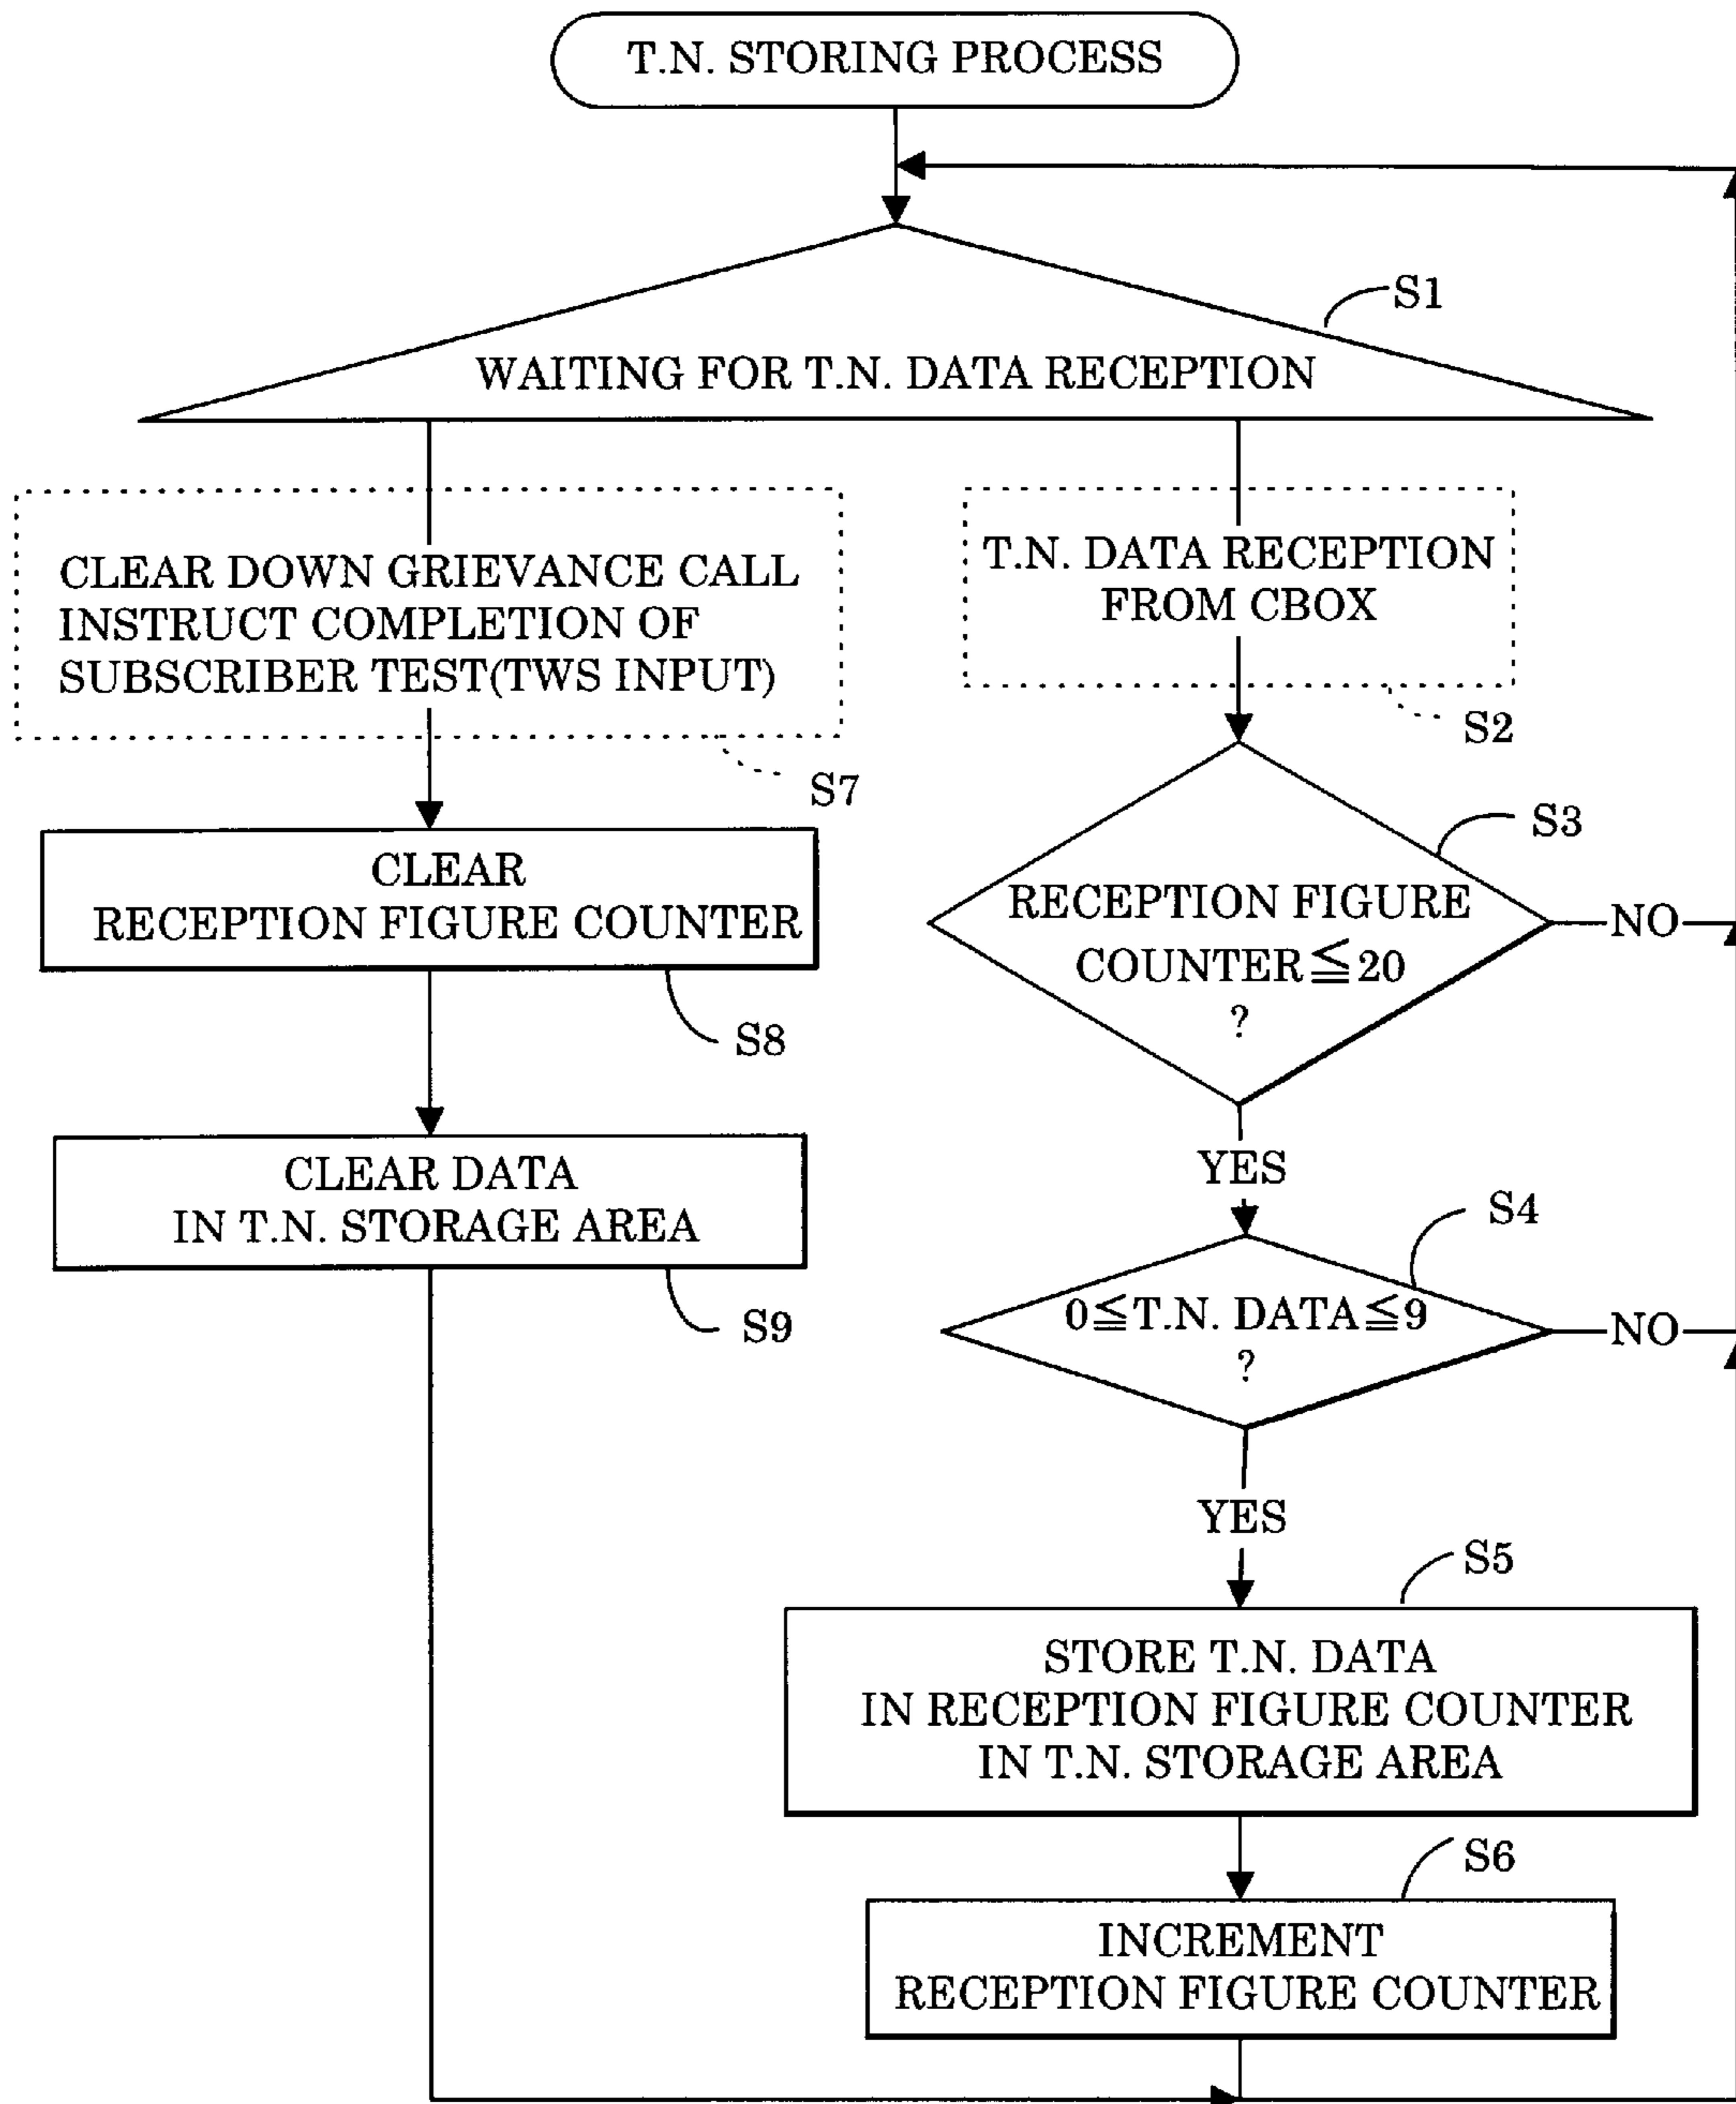 T.N. STORING PROCESS
S1
WAITING FOR T.N. DATA RECEPTION
CLEAR DOWN GRIEVANCE CALL
INSTRUCT COMPLETION OF
SUBSCRIBER TEST(TWS INPUT)
S7
T.N. DATA RECEPTION
FROM CBOX
S2
CLEAR
RECEPTION FIGURE COUNTER
S8
S3
RECEPTION FIGURE
COUNTER≦20
?
NO
YES
CLEAR DATA
IN T.N. STORAGE AREA
S9
S4
0≦T.N. DATA≦9
?
NO
YES
S5
STORE T.N. DATA
IN RECEPTION FIGURE COUNTER
IN T.N. STORAGE AREA
S6
INCREMENT
RECEPTION FIGURE COUNTER